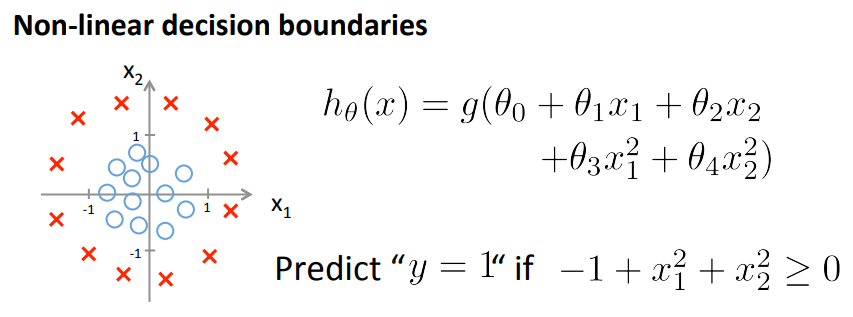 Non-linear decision boundaries
x₂
1
-1
1
x₁
-1
h_θ(x) = g(θ₀ + θ₁x₁ + θ₂x₂
+θ₃x₁² + θ₄x₂²)
Predict “y = 1“ if −1 + x₁² + x₂² ≥ 0